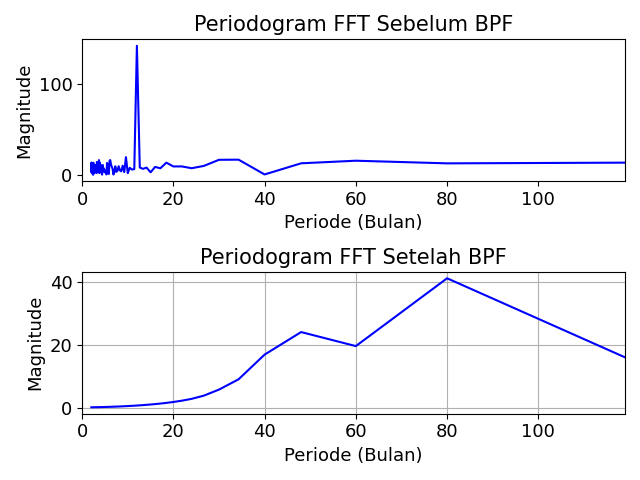 Periodogram FFT Sebelum BPF
Magnitude
100
0
0 20 40 60 80 100
Periode (Bulan)
Periodogram FFT Setelah BPF
Magnitude
40
20
0
0 20 40 60 80 100
Periode (Bulan)